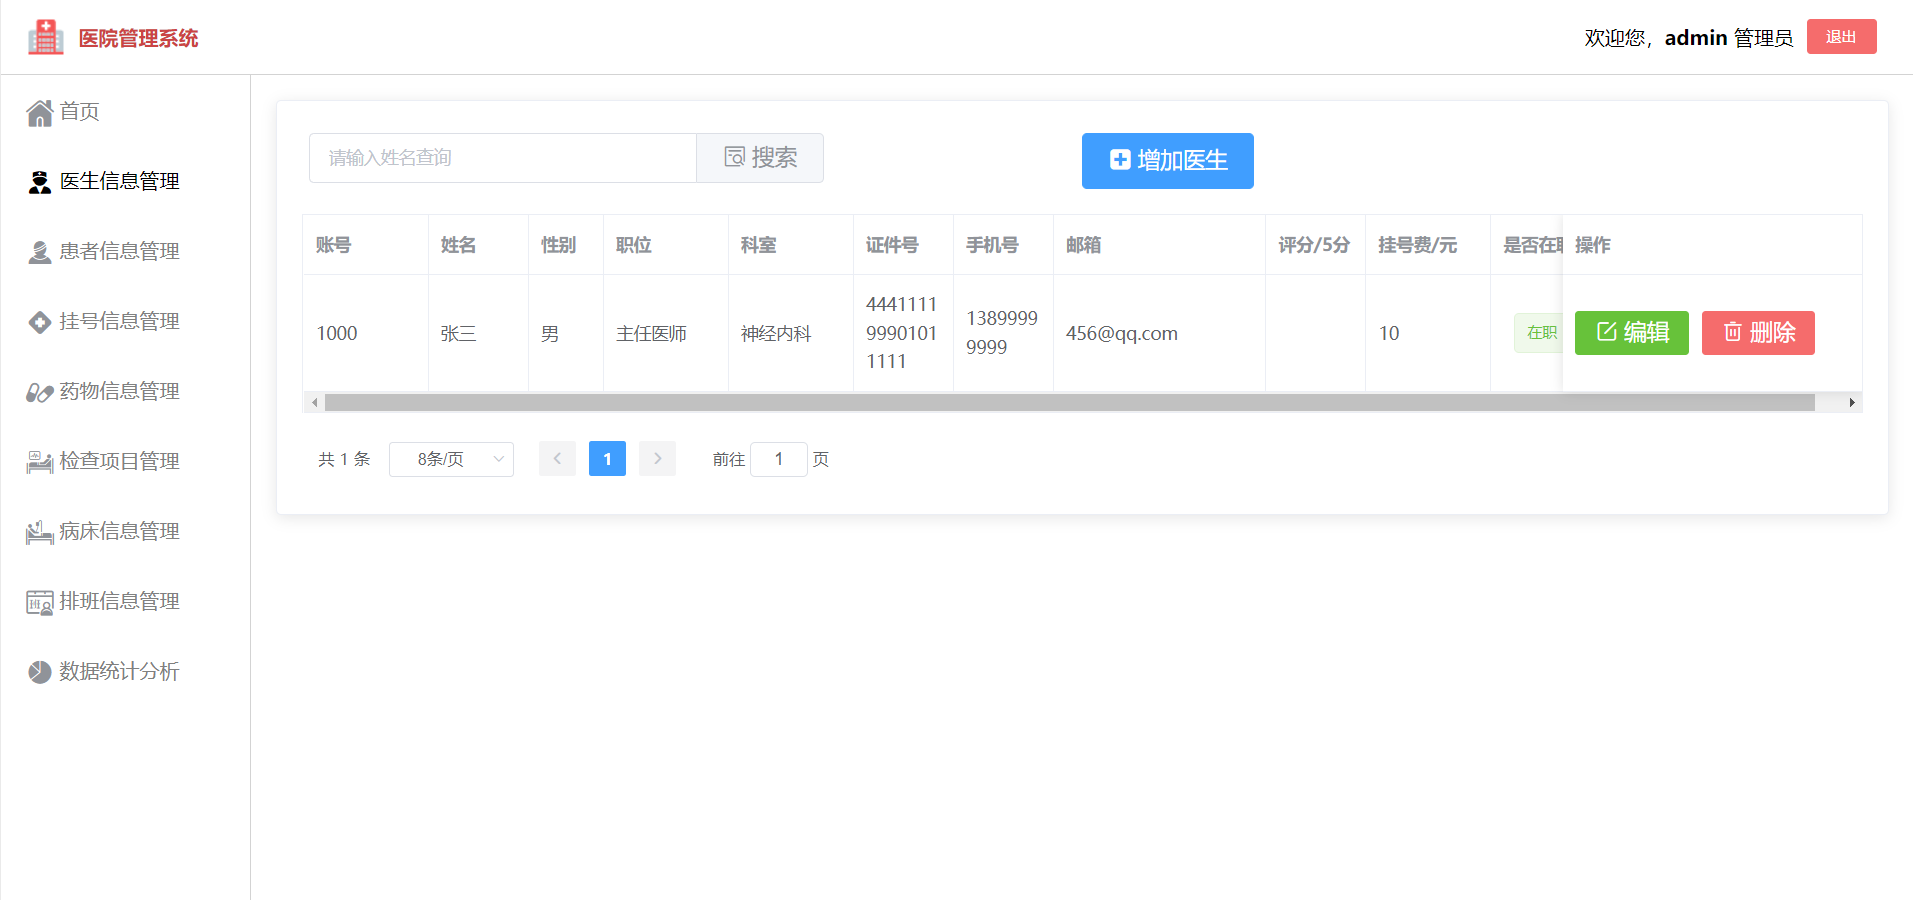 医院管理系统
欢迎您，admin 管理员
退出
首页
医生信息管理
患者信息管理
挂号信息管理
药物信息管理
检查项目管理
病床信息管理
排班信息管理
数据统计分析
请输入姓名查询
搜索
增加医生
账号 姓名 性别 职位 科室 证件号 手机号 邮箱 评分/5分 挂号费/元 是否在 操作
1000 张三 男 主任医师 神经内科
4441111
9990101
1111
1389999
9999
456@qq.com 10 在职 编辑 删除
共 1 条 8条/页 1 前往 1 页